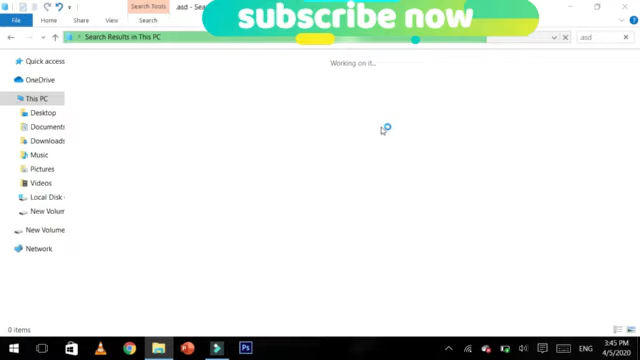 Search Tools
.asd - Sea
subscribe now
File
Home
Share
View
Search
Search Results in This PC
.asd
Quick access
Working on it...
OneDrive
This PC
Desktop
Documents
Downloads
Music
Pictures
Videos
Local Disk
New Volum
New Volume
Network
0 items
ENG
3:45 PM
4/5/2020